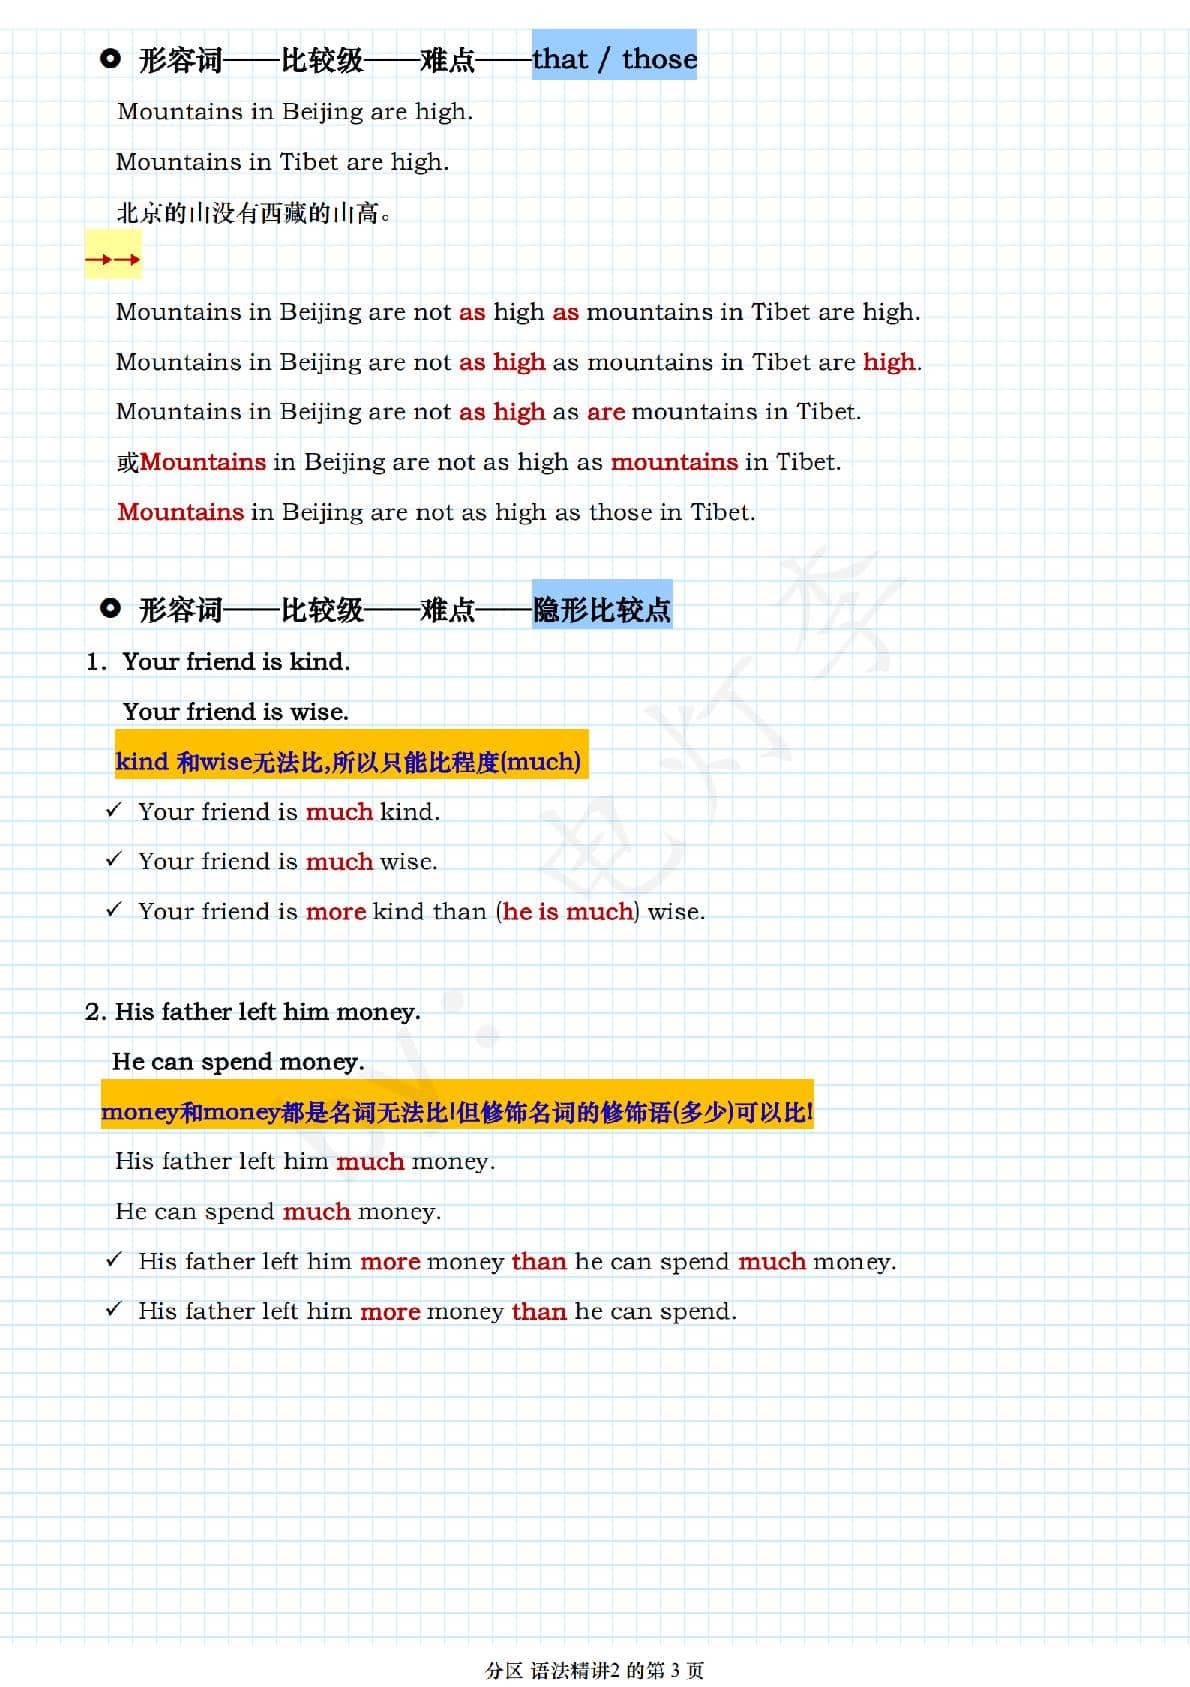 形容词——比较级——难点——that / those
Mountains in Beijing are high.
Mountains in Tibet are high.
北京的山没有西藏的山高。
→→
Mountains in Beijing are not as high as mountains in Tibet are high.
Mountains in Beijing are not as high as mountains in Tibet are high.
Mountains in Beijing are not as high as are mountains in Tibet.
或Mountains in Beijing are not as high as mountains in Tibet.
Mountains in Beijing are not as high as those in Tibet.
形容词——比较级——难点——隐形比较点
1. Your friend is kind.
Your friend is wise.
kind 和wise无法比,所以只能比程度(much)
✓ Your friend is much kind.
✓ Your friend is much wise.
✓ Your friend is more kind than (he is much) wise.
2. His father left him money.
He can spend money.
money和money都是名词无法比!但修饰名词的修饰语(多少)可以比!
His father left him much money.
He can spend much money.
✓ His father left him more money than he can spend much money.
✓ His father left him more money than he can spend.
by: 电灯李
分区 语法精讲2 的第 3 页